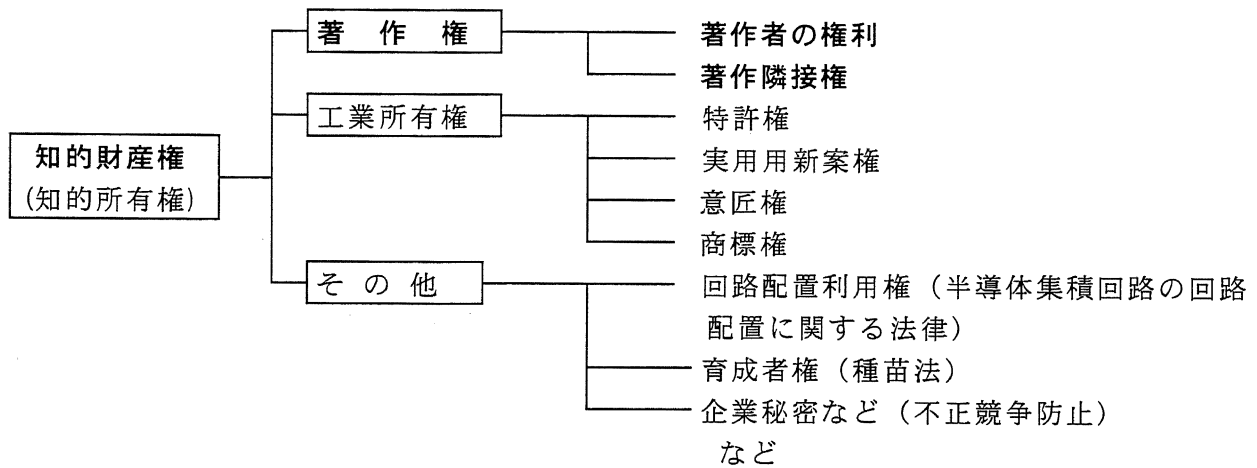 著 作 権
著作者の権利
著作隣接権
工業所有権
特許権
実用用新案権
意匠権
商標権
知的財産権
(知的所有権)
その他
回路配置利用権（半導体集積回路の回路
配置に関する法律）
育成者権（種苗法）
企業秘密など（不正競争防止）
など